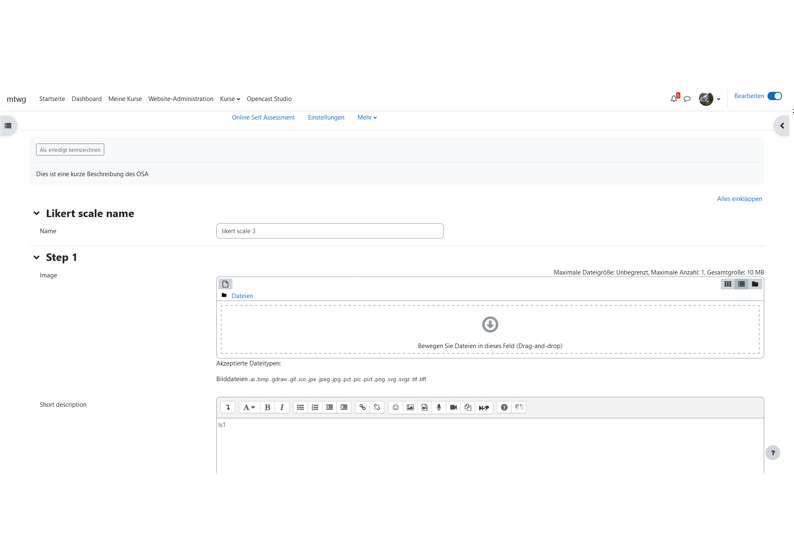 mtwg Startseite Dashboard Meine Kurse Website-Administration Kurse Opencast Studio Bearbeiten
Online Self Assessment Einstellungen Mehr
Als erledigt kennzeichnen
Dies ist eine kurze Beschreibung des OSA
Alles einklappen
Likert scale name
Name likert scale 3
Step 1
Image
Maximale Dateigröße: Unbegrenzt, Maximale Anzahl: 1, Gesamtgröße: 10 MB
Dateien
Bewegen Sie Dateien in dieses Feld (Drag-and-drop)
Akzeptierte Dateitypen:
Bilddateien .ai .bmp .gdraw .gif .ico .jpe .jpeg .jpg .pct .pic .pict .png .svg .svgz .tif .tiff
Short description
A B I H-P
ls1
?